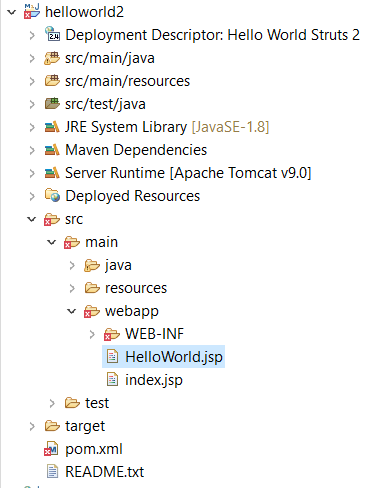 helloworld2
Deployment Descriptor: Hello World Struts 2
src/main/java
src/main/resources
src/test/java
JRE System Library [JavaSE-1.8]
Maven Dependencies
Server Runtime [Apache Tomcat v9.0]
Deployed Resources
src
main
java
resources
webapp
WEB-INF
HelloWorld.jsp
index.jsp
test
target
pom.xml
README.txt